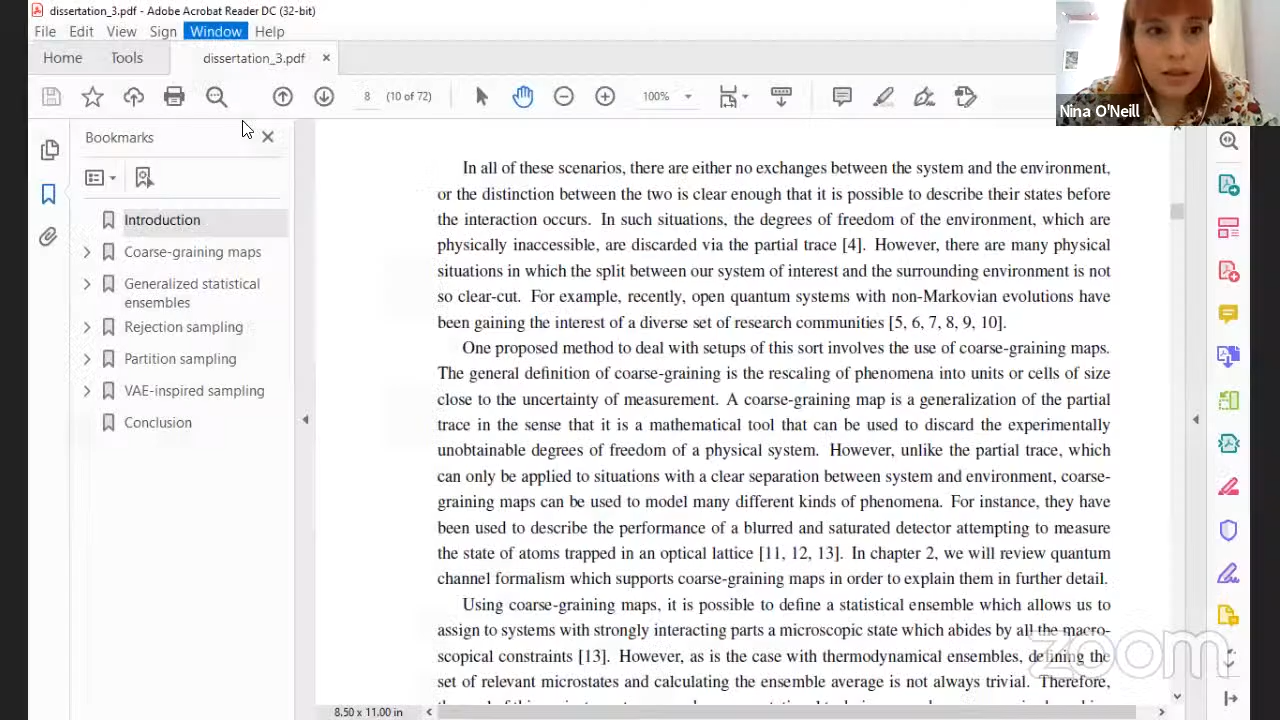 dissertation_3.pdf - Adobe Acrobat Reader DC (32-bit)
File Edit View Sign Window Help
Home Tools dissertation_3.pdf ×
8 (10 of 72) 100%
Nina O'Neill
Bookmarks
Introduction
Coarse-graining maps
Generalized statistical
ensembles
Rejection sampling
Partition sampling
VAE-inspired sampling
Conclusion
In all of these scenarios, there are either no exchanges between the system and the environment,
or the distinction between the two is clear enough that it is possible to describe their states before
the interaction occurs. In such situations, the degrees of freedom of the environment, which are
physically inaccessible, are discarded via the partial trace [4]. However, there are many physical
situations in which the split between our system of interest and the surrounding environment is not
so clear-cut. For example, recently, open quantum systems with non-Markovian evolutions have
been gaining the interest of a diverse set of research communities [5, 6, 7, 8, 9, 10].
One proposed method to deal with setups of this sort involves the use of coarse-graining maps.
The general definition of coarse-graining is the rescaling of phenomena into units or cells of size
close to the uncertainty of measurement. A coarse-graining map is a generalization of the partial
trace in the sense that it is a mathematical tool that can be used to discard the experimentally
unobtainable degrees of freedom of a physical system. However, unlike the partial trace, which
can only be applied to situations with a clear separation between system and environment, coarse-
graining maps can be used to model many different kinds of phenomena. For instance, they have
been used to describe the performance of a blurred and saturated detector attempting to measure
the state of atoms trapped in an optical lattice [11, 12, 13]. In chapter 2, we will review quantum
channel formalism which supports coarse-graining maps in order to explain them in further detail.
Using coarse-graining maps, it is possible to define a statistical ensemble which allows us to
assign to systems with strongly interacting parts a microscopic state which abides by all the macro-
scopical constraints [13]. However, as is the case with thermodynamical ensembles, defining the
set of relevant microstates and calculating the ensemble average is not always trivial. Therefore,
zoom
8.50 x 11.00 in